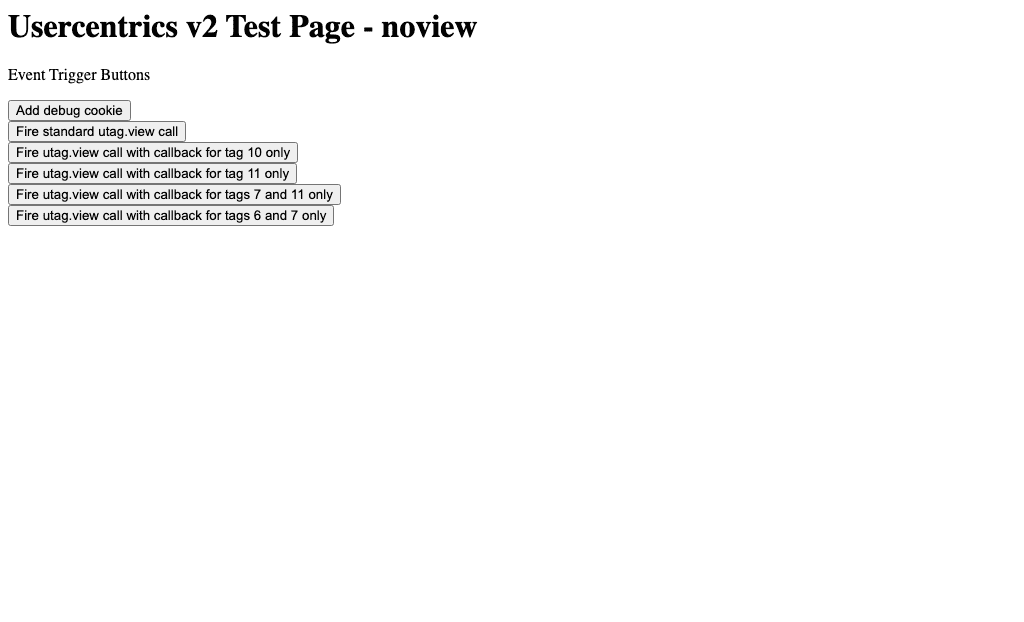 Usercentrics v2 Test Page - noview
Event Trigger Buttons
Add debug cookie
Fire standard utag.view call
Fire utag.view call with callback for tag 10 only
Fire utag.view call with callback for tag 11 only
Fire utag.view call with callback for tags 7 and 11 only
Fire utag.view call with callback for tags 6 and 7 only